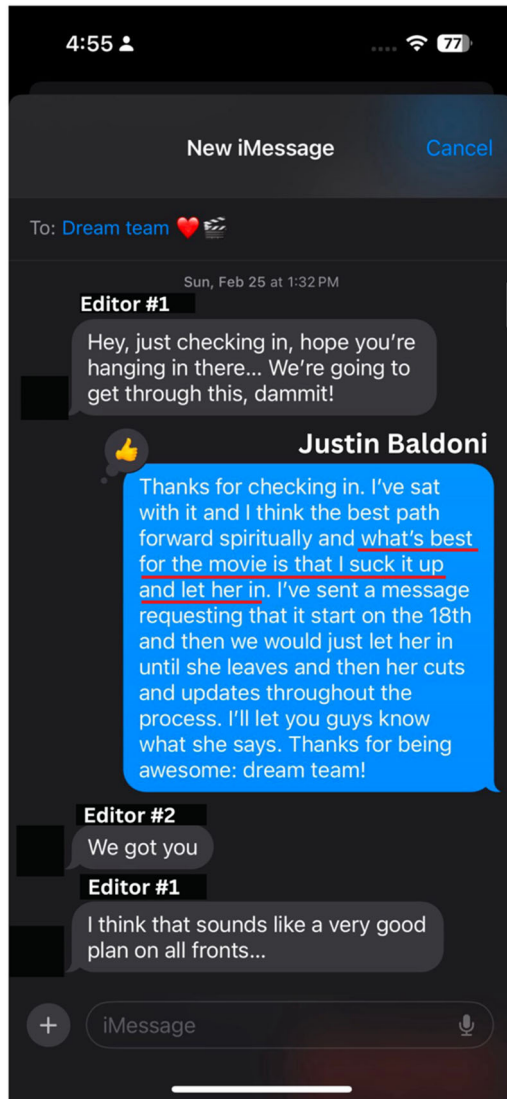 4:55
77
New iMessage
Cancel
To: Dream team ❤️🎬
Sun, Feb 25 at 1:32 PM
Editor #1
Hey, just checking in, hope you’re
hanging in there... We’re going to
get through this, dammit!
Justin Baldoni
Thanks for checking in. I’ve sat
with it and I think the best path
forward spiritually and what’s best
for the movie is that I suck it up
and let her in. I’ve sent a message
requesting that it start on the 18th
and then we would just let her in
until she leaves and then her cuts
and updates throughout the
process. I’ll let you guys know
what she says. Thanks for being
awesome: dream team!
Editor #2
We got you
Editor #1
I think that sounds like a very good
plan on all fronts...
iMessage